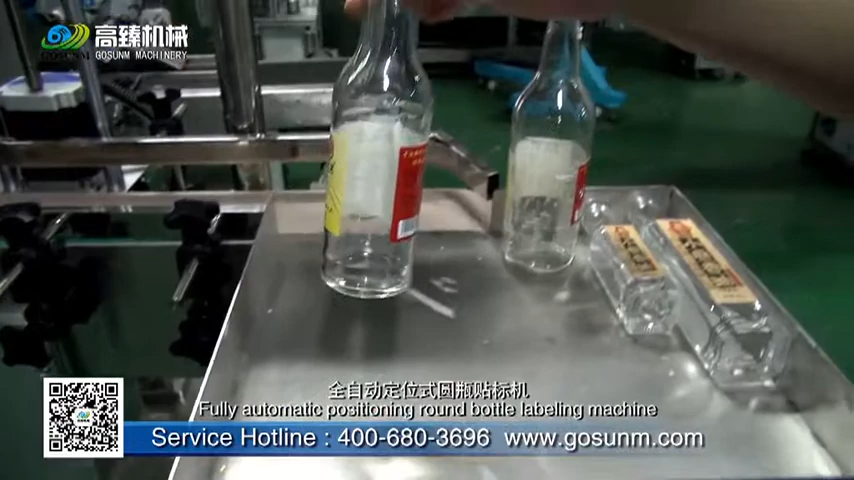 高臻机械
GOSUNM MACHINERY
全自动定位式圆瓶贴标机
Fully automatic positioning round bottle labeling machine
Service Hotline : 400-680-3696 www.gosunm.com